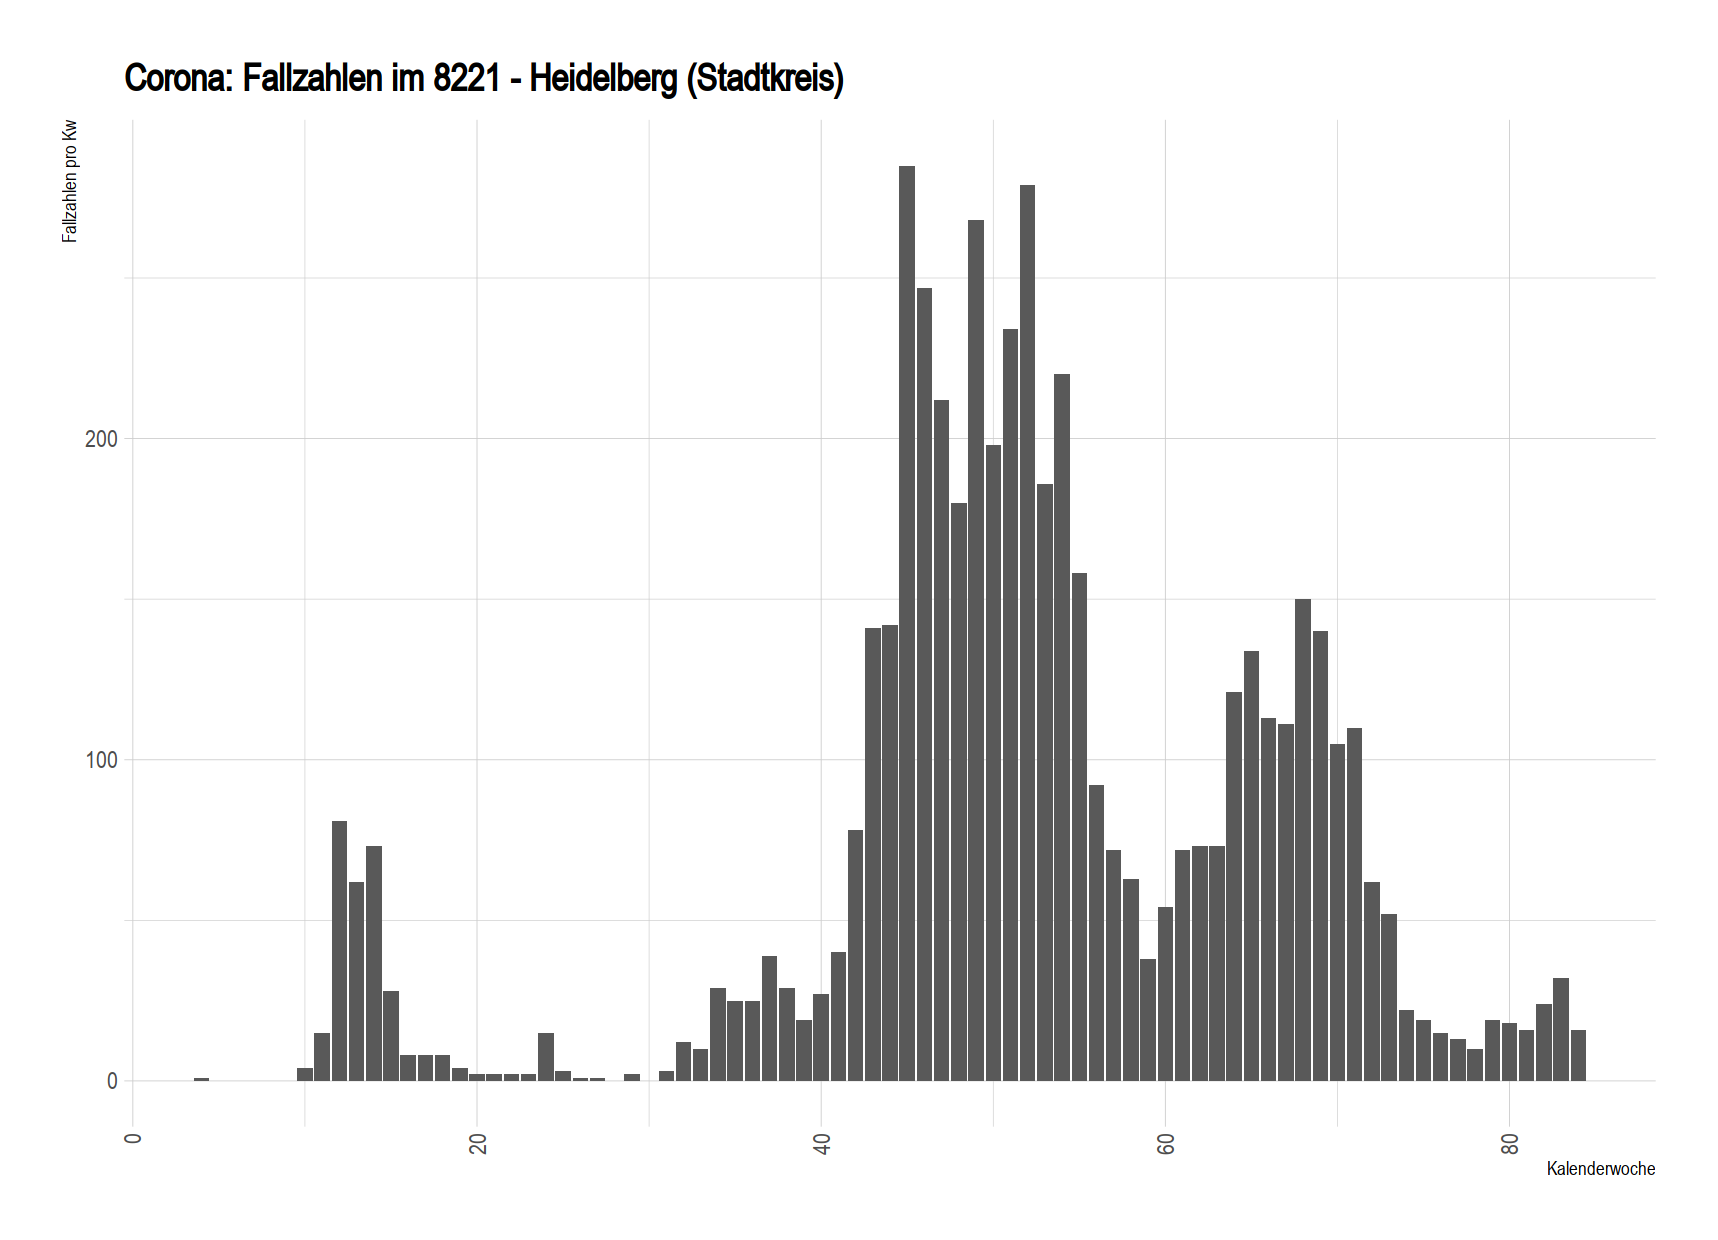 Corona: Fallzahlen im 8221 - Heidelberg (Stadtkreis)
Fallzahlen pro Kw
200
100
0
0
20
40
60
80
Kalenderwoche